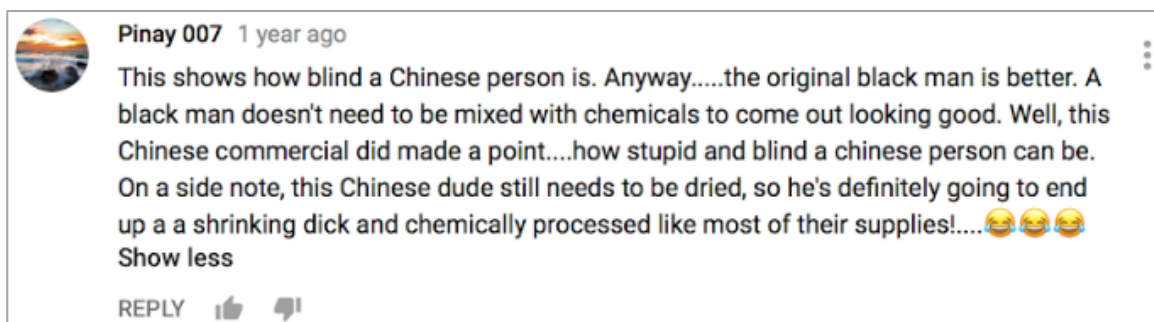 Pinay 007 1 year ago
This shows how blind a Chinese person is. Anyway.....the original black man is better. A
black man doesn't need to be mixed with chemicals to come out looking good. Well, this
Chinese commercial did made a point....how stupid and blind a chinese person can be.
On a side note, this Chinese dude still needs to be dried, so he's definitely going to end
up a a shrinking dick and chemically processed like most of their supplies!....😂😂😂
Show less
REPLY